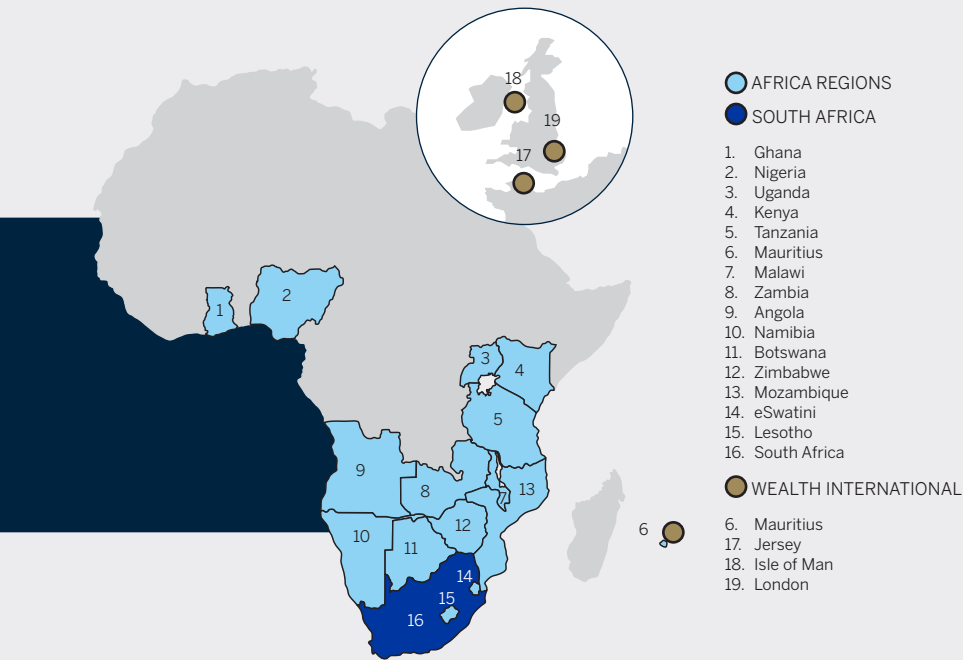 18
19
17
1
2
3
4
5
9
8
7
13
10
12
11
6
14
15
16
AFRICA REGIONS
SOUTH AFRICA
1. Ghana
2. Nigeria
3. Uganda
4. Kenya
5. Tanzania
6. Mauritius
7. Malawi
8. Zambia
9. Angola
10. Namibia
11. Botswana
12. Zimbabwe
13. Mozambique
14. eSwatini
15. Lesotho
16. South Africa
WEALTH INTERNATIONAL
6. Mauritius
17. Jersey
18. Isle of Man
19. London